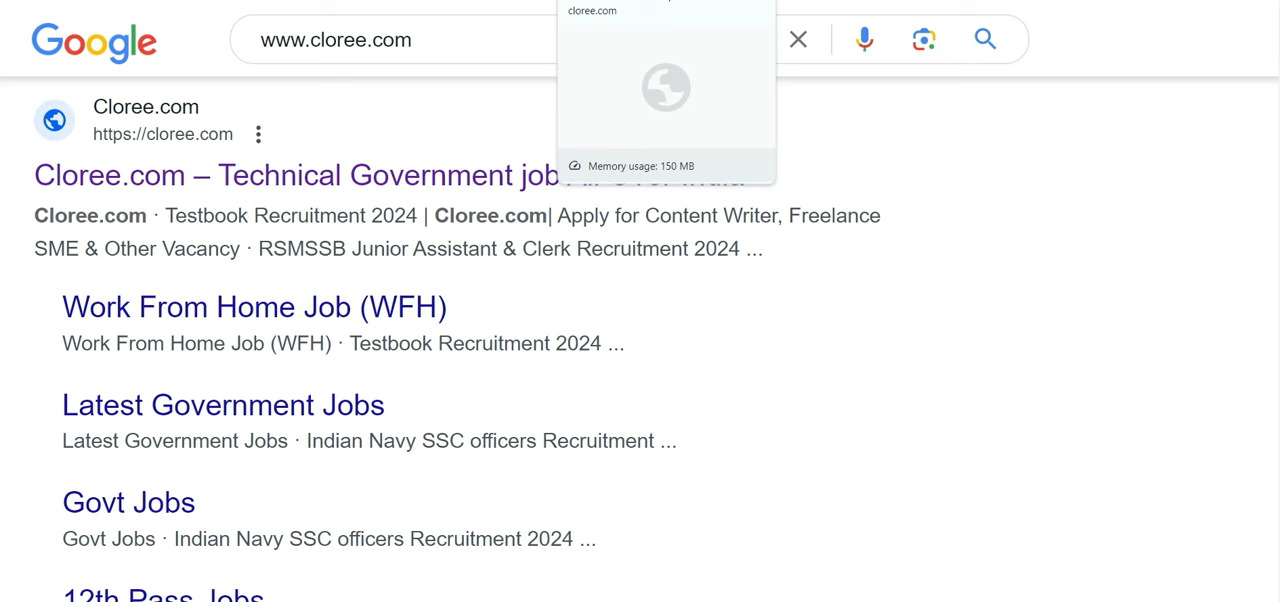 cloree.com
Google
www.cloree.com
Cloree.com
https://cloree.com
Memory usage: 150 MB
Cloree.com – Technical Government job
Cloree.com · Testbook Recruitment 2024 | Cloree.com| Apply for Content Writer, Freelance
SME & Other Vacancy · RSMSSB Junior Assistant & Clerk Recruitment 2024 ...
Work From Home Job (WFH)
Work From Home Job (WFH) · Testbook Recruitment 2024 ...
Latest Government Jobs
Latest Government Jobs · Indian Navy SSC officers Recruitment ...
Govt Jobs
Govt Jobs · Indian Navy SSC officers Recruitment 2024 ...
12th Pass Jobs